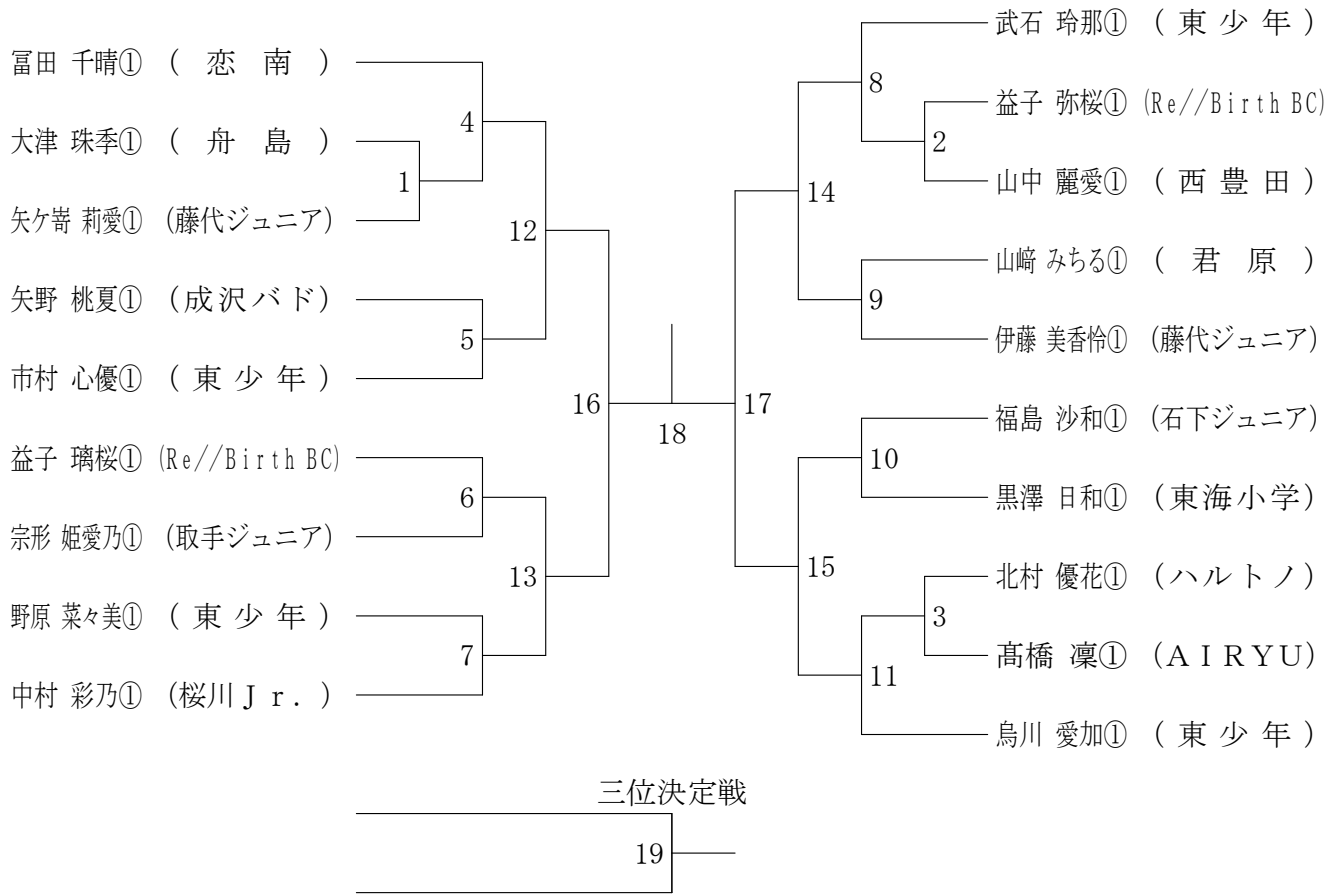 冨田 千晴① (恋南)
大津 珠季① (舟島)
矢ケ嵜 莉愛① (藤代ジュニア)
矢野 桃夏① (成沢バド)
市村 心優① (東少年)
益子 璃桜① (Re//Birth BC)
宗形 姫愛乃① (取手ジュニア)
野原 菜々美① (東少年)
中村 彩乃① (桜川Jr.)
4
1
12
5
16
6
13
7
18
17
14
8
2
9
15
10
3
11
武石 玲那① (東少年)
益子 弥桜① (Re//Birth BC)
山中 麗愛① (西豊田)
山﨑 みちる① (君原)
伊藤 美香怜① (藤代ジュニア)
福島 沙和① (石下ジュニア)
黒澤 日和① (東海小学)
北村 優花① (ハルトノ)
髙橋 凜① (AIRYU)
烏川 愛加① (東少年)
三位決定戦
19